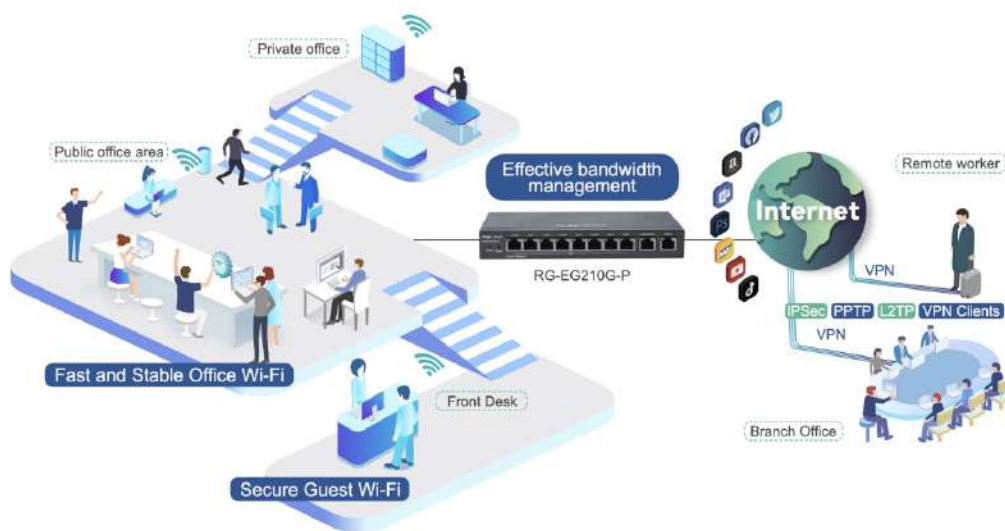 Private office
Public office area
Effective bandwidth
management
Remote worker
Internet
Ps
a
RG-EG210G-P
VPN
IPSec PPTP L2TP VPN Clients
VPN
Fast and Stable Office Wi-Fi
Front Desk
Branch Office
Secure Guest Wi-Fi